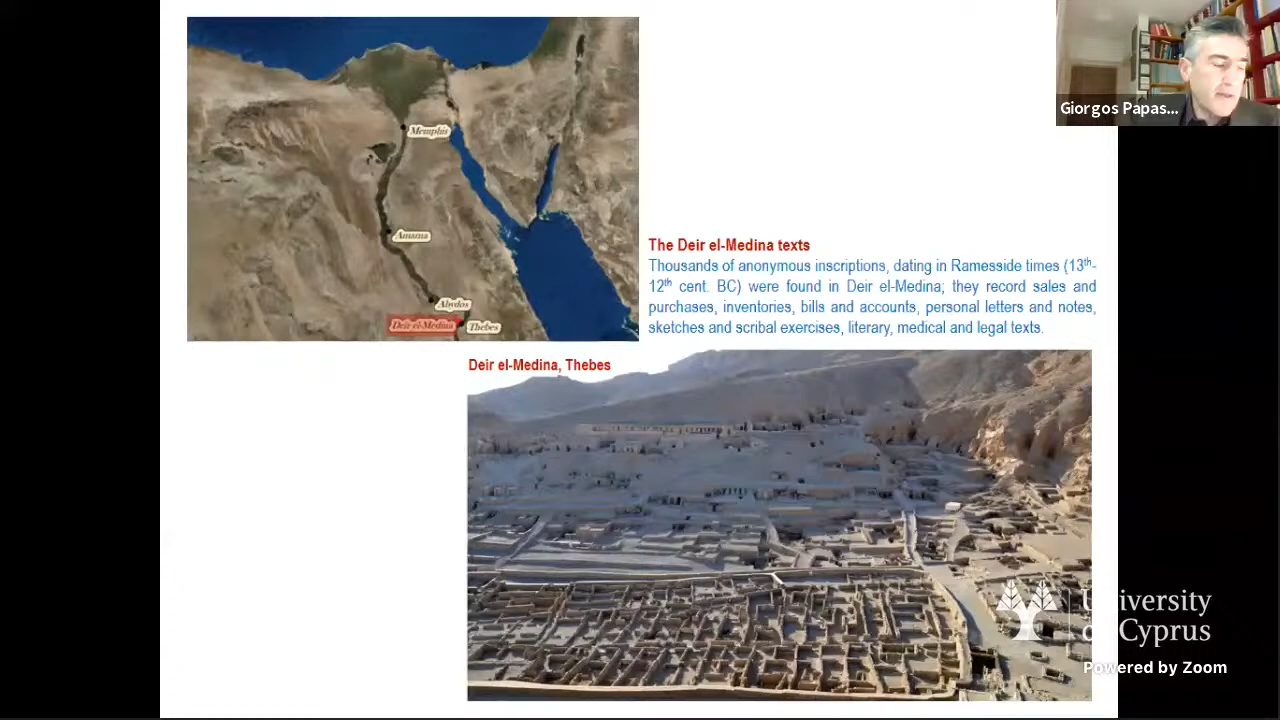 Memphis
Amarna
Abydos
Deir el-Medina
Thebes
Giorgos Papas...
The Deir el-Medina texts
Thousands of anonymous inscriptions, dating in Ramesside times (13th-
12th cent. BC) were found in Deir el-Medina; they record sales and
purchases, inventories, bills and accounts, personal letters and notes,
sketches and scribal exercises, literary, medical and legal texts.
Deir el-Medina, Thebes
University
of Cyprus
Powered by Zoom